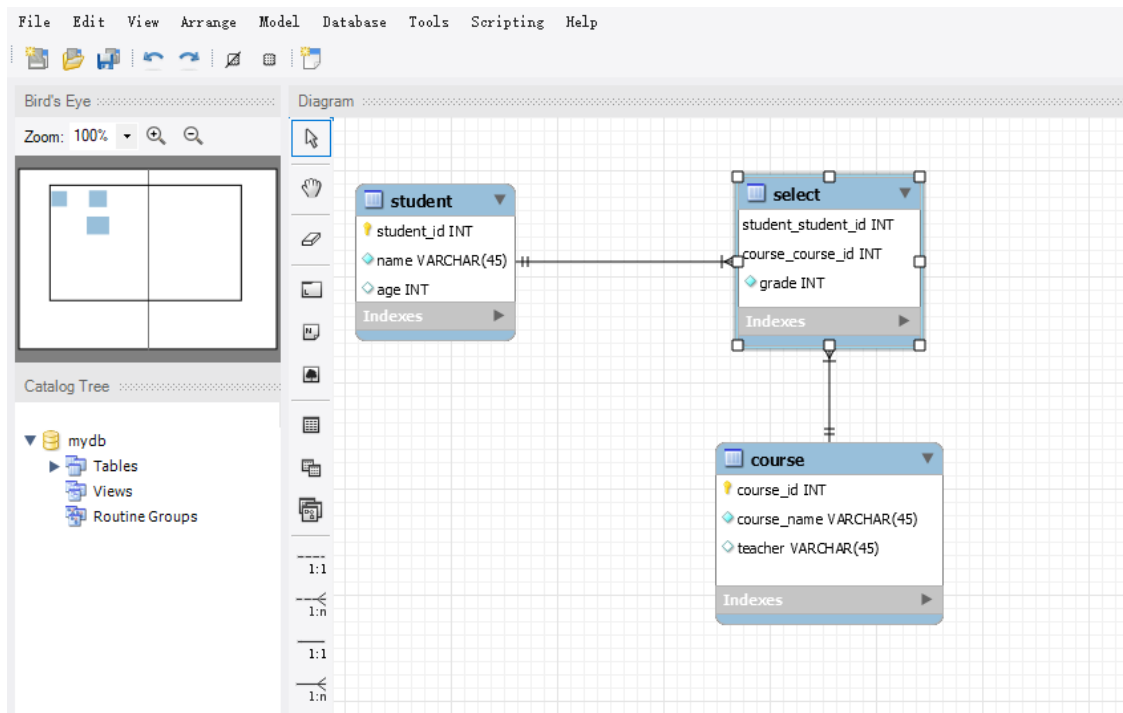 File Edit View Arrange Model Database Tools Scripting Help
Bird's Eye
Diagram
Zoom: 100%
student
student_id INT
name VARCHAR(45)
age INT
Indexes
select
student_student_id INT
course_course_id INT
grade INT
Indexes
Catalog Tree
mydb
Tables
Views
Routine Groups
course
course_id INT
course_name VARCHAR(45)
teacher VARCHAR(45)
Indexes
1:1
1:n
1:1
1:n